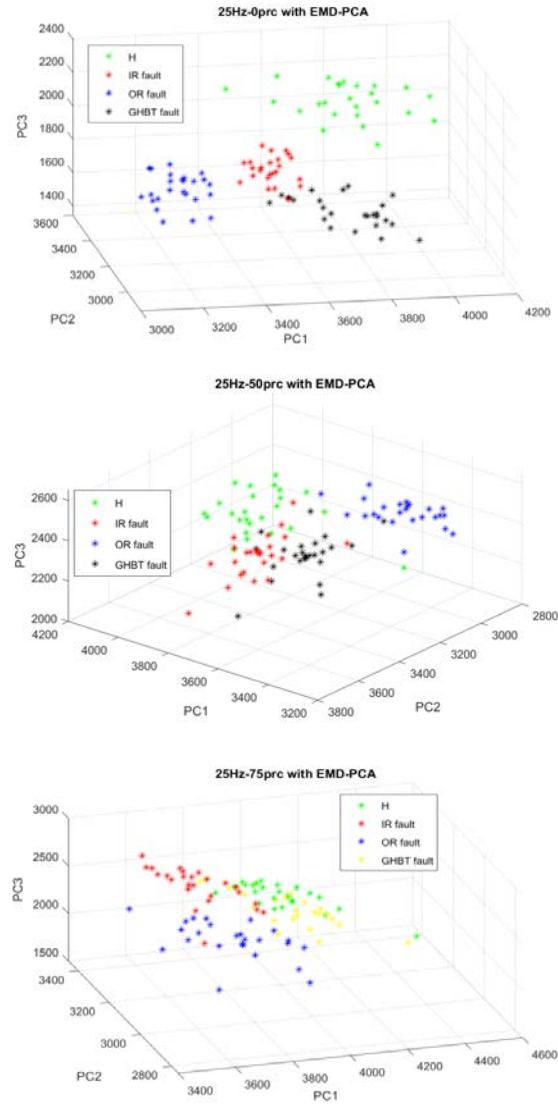 25Hz-0prc with EMD-PCA
H
IR fault
OR fault
GHBT fault
PC3
2400
2200
2000
1800
1600
1400
3600
3400
3200
3000
PC2
3000
3200
3400
3600
3800
4000
4200
PC1
25Hz-50prc with EMD-PCA
H
IR fault
OR fault
GHBT fault
PC3
2600
2400
2200
2000
4200
4000
3800
3600
3400
3200
PC1
3800
3600
3400
3200
3000
2800
PC2
25Hz-75prc with EMD-PCA
H
IR fault
OR fault
GHBT fault
PC3
3000
2500
2000
1500
3400
3200
3000
2800
PC2
3400
3600
3800
4000
4200
4400
4600
PC1